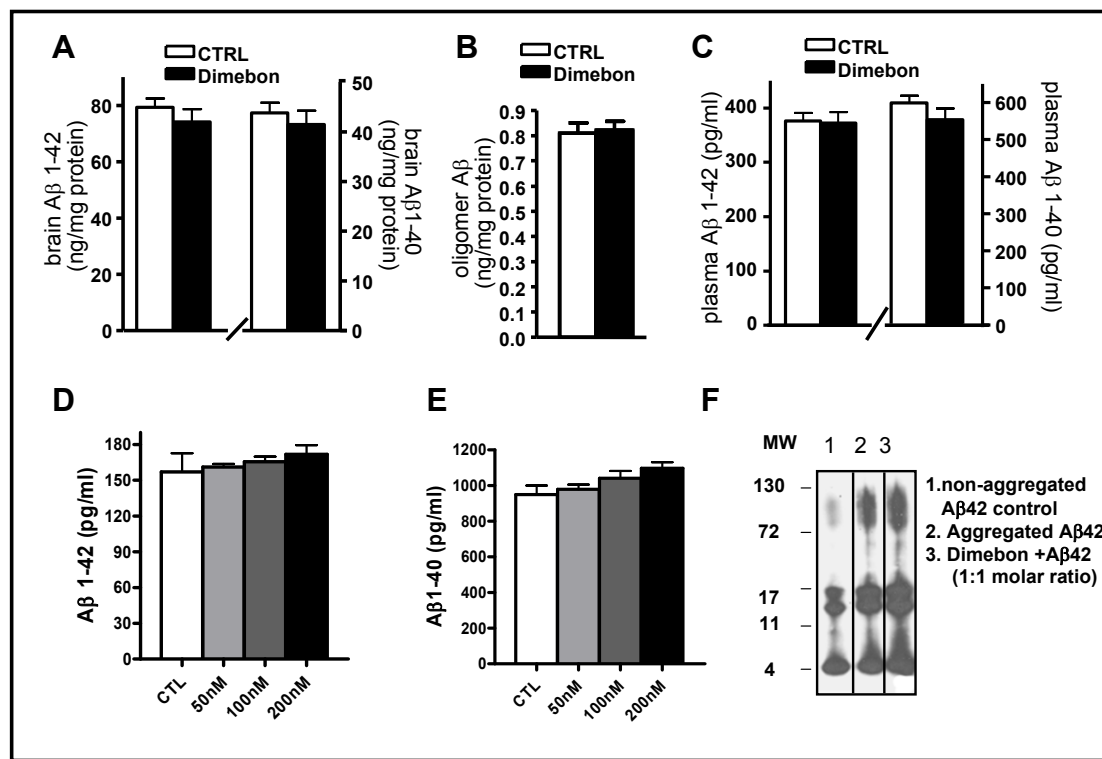 A
CTRL
Dimebon
brain Aβ 1-42
(ng/mg protein)
80
60
40
20
0
50
40
30
20
10
0
brain Aβ1-40
(ng/mg protein)
B
CTRL
Dimebon
oligomer Aβ
(ng/mg protein)
0.9
0.8
0.7
0.6
0.5
0.4
0.3
0.2
0.1
0.0
C
CTRL
Dimebon
plasma Aβ 1-42 (pg/ml)
400
300
200
100
0
600
500
400
300
200
100
0
plasma Aβ 1-40 (pg/ml)
D
Aβ 1-42 (pg/ml)
180
150
120
90
60
30
0
CTL
50nM
100nM
200nM
E
Aβ1-40 (pg/ml)
1200
1000
800
600
400
200
0
CTL
50nM
100nM
200nM
F
MW 1 2 3
130
72
17
11
4
1.non-aggregated
Aβ42 control
2. Aggregated Aβ42
3. Dimebon +Aβ42
(1:1 molar ratio)